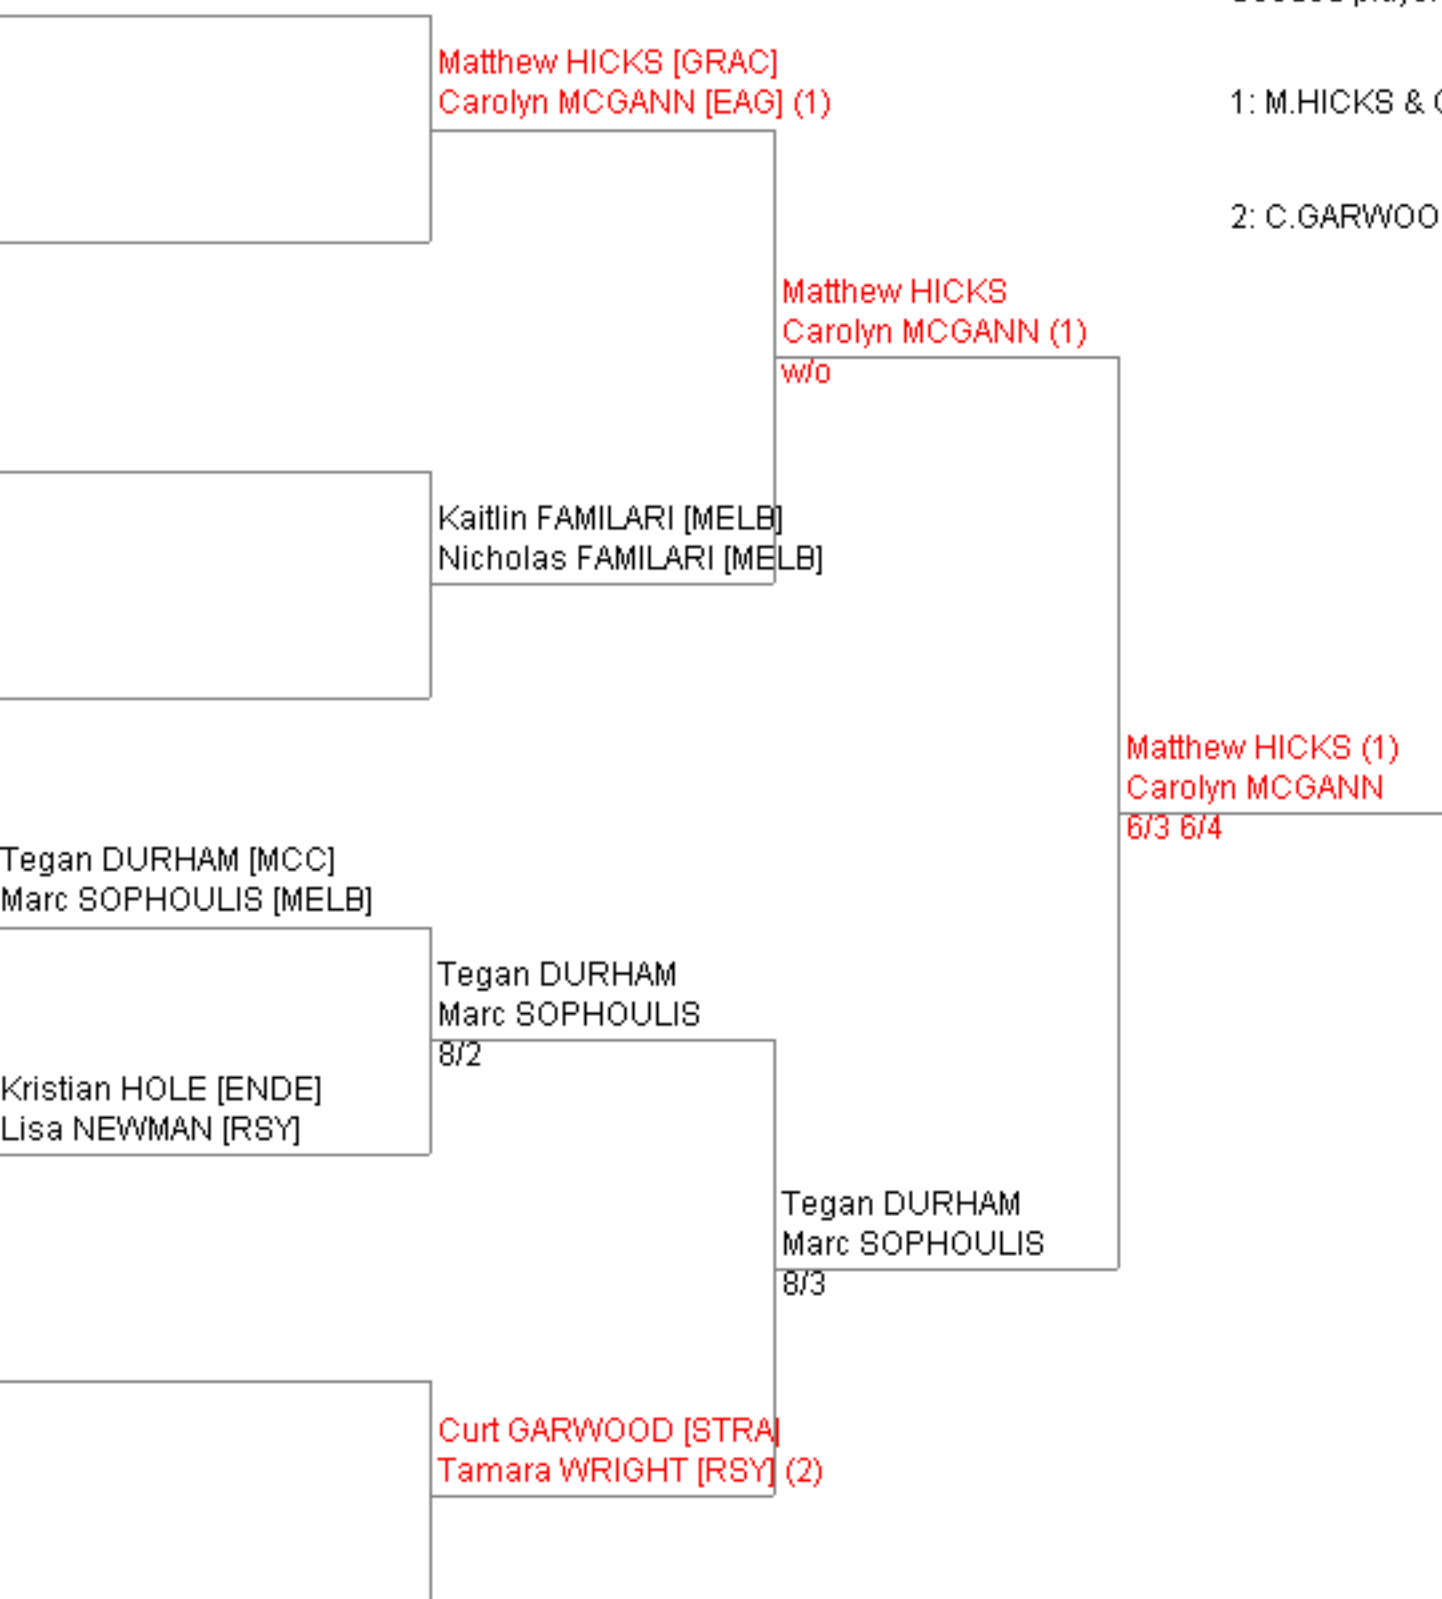 Matthew HICKS [GRAC]
Carolyn MCGANN [EAG] (1)
1: M.HICKS &
2: C.GARWOO
Matthew HICKS
Carolyn MCGANN (1)
w/o
Kaitlin FAMILARI [MELB]
Nicholas FAMILARI [MELB]
Matthew HICKS (1)
Carolyn MCGANN
6/3 6/4
Tegan DURHAM [MCC]
Marc SOPHOULIS [MELB]
Tegan DURHAM
Marc SOPHOULIS
8/2
Kristian HOLE [ENDE]
Lisa NEWMAN [RSY]
Tegan DURHAM
Marc SOPHOULIS
8/3
Curt GARWOOD [STRA]
Tamara WRIGHT [RSY] (2)